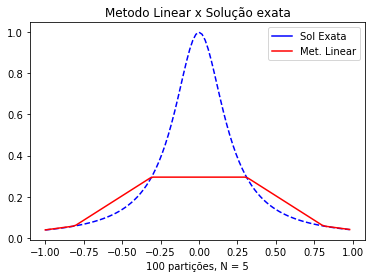 Metodo Linear x Solução exata
Sol Exata
Met. Linear
1.0
0.8
0.6
0.4
0.2
0.0
−1.00 −0.75 −0.50 −0.25 0.00 0.25 0.50 0.75 1.00
100 partições, N = 5